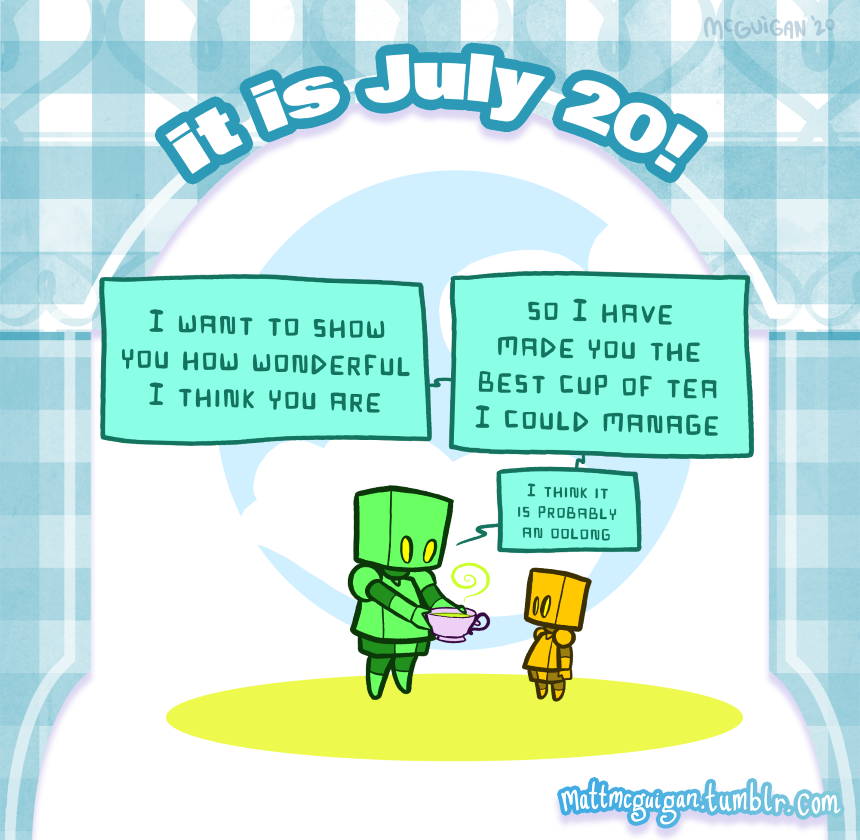 McGUIGAN '20
it is July 20!
I WANT TO SHOW
YOU HOW WONDERFUL
I THINK YOU ARE
SO I HAVE
MADE YOU THE
BEST CUP OF TEA
I COULD MANAGE
I THINK IT
IS PROBABLY
AN OOLONG
mattmcguigan.tumblr.com